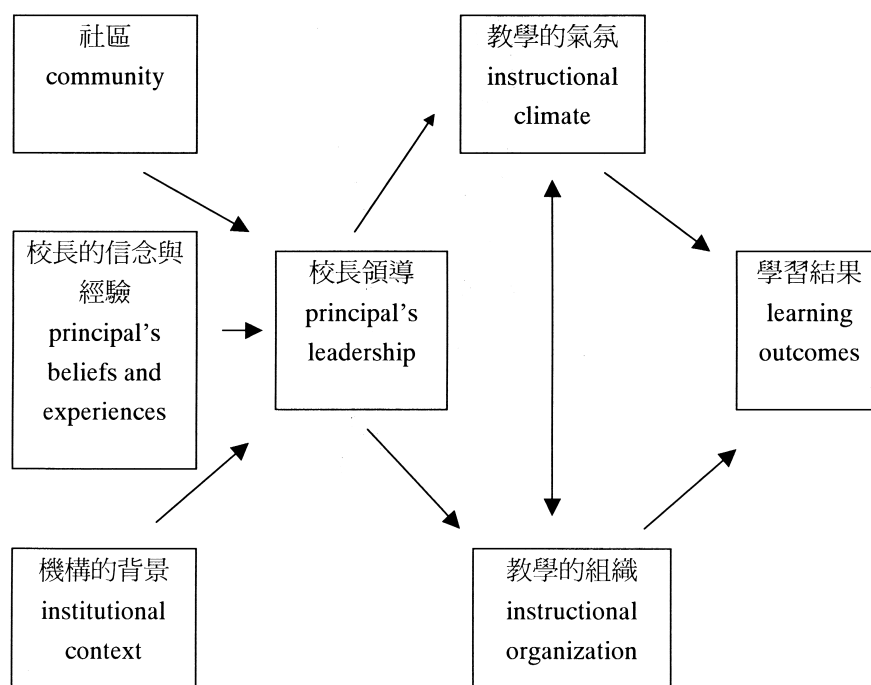 社區
community
校長的信念與
經驗
principal's
beliefs and
experiences
機構的背景
institutional
context
校長領導
principal's
leadership
教學的氣氛
instructional
climate
教學的組織
instructional
organization
學習結果
learning
outcomes